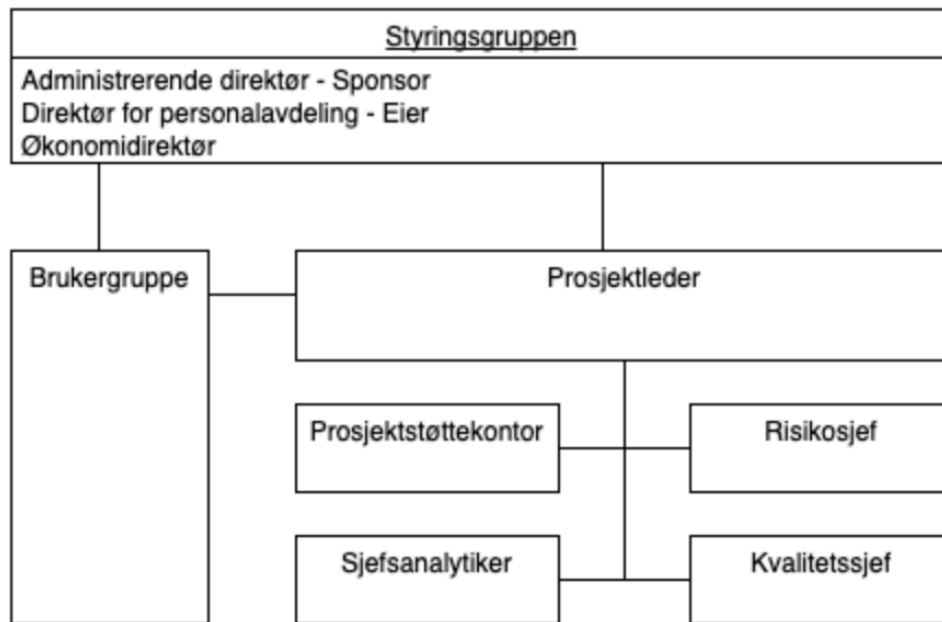 Styringsgruppen
Administrerende direktør - Sponsor
Direktør for personalavdeling - Eier
Økonomidirektør
Brukergruppe
Prosjektleder
Prosjektstøttekontor
Risikosjef
Sjefsanalytiker
Kvalitetssjef